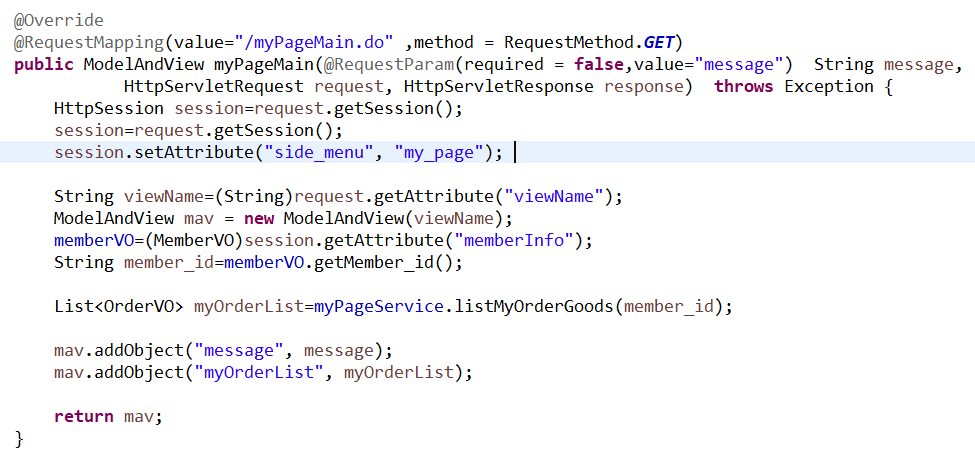 @Override
@RequestMapping(value="/myPageMain.do" ,method = RequestMethod.GET)
public ModelAndView myPageMain(@RequestParam(required = false,value="message")  String message,
           HttpServletRequest request, HttpServletResponse response)  throws Exception {
    HttpSession session=request.getSession();
    session=request.getSession();
    session.setAttribute("side_menu", "my_page");
    String viewName=(String)request.getAttribute("viewName");
    ModelAndView mav = new ModelAndView(viewName);
    memberVO=(MemberVO)session.getAttribute("memberInfo");
    String member_id=memberVO.getMember_id();
    List<OrderVO> myOrderList=myPageService.listMyOrderGoods(member_id);
    mav.addObject("message", message);
    mav.addObject("myOrderList", myOrderList);
    return mav;
}